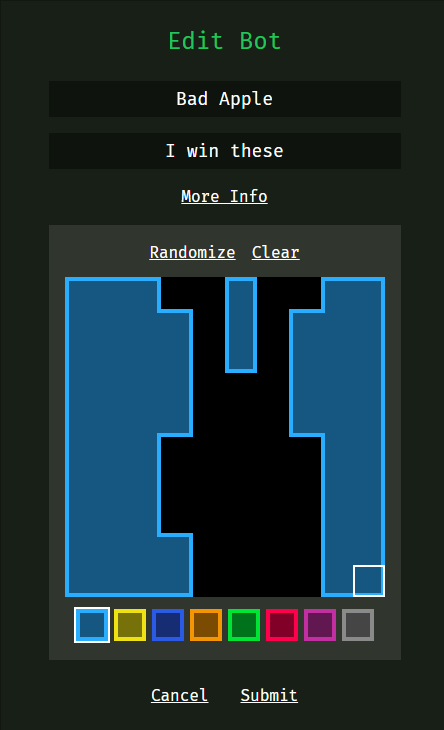 Edit Bot
Bad Apple
I win these
More Info
Randomize Clear
Cancel Submit